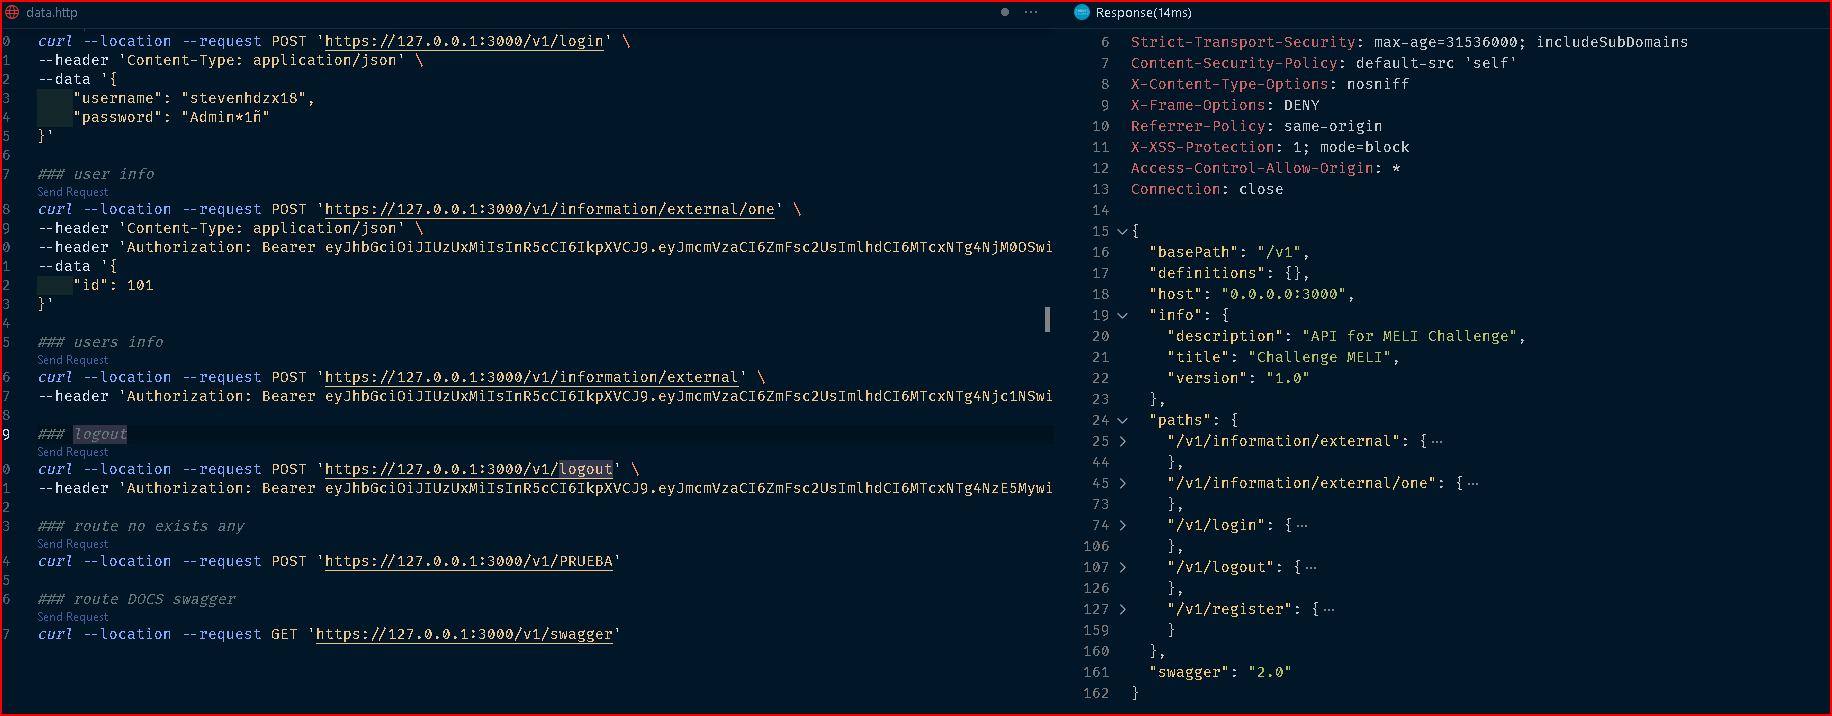 data.http
0 curl --location --request POST 'https://127.0.0.1:3000/v1/login' \
1 --header 'Content-Type: application/json' \
2 --data '{
3 "username": "stevenhdzx18",
4 "password": "Admin*1ñ"
5 }'
6
7 ### user info
Send Request
8 curl --location --request POST 'https://127.0.0.1:3000/v1/information/external/one' \
9 --header 'Content-Type: application/json' \
0 --header 'Authorization: Bearer eyJhbGciOiJIUzUxMiIsInR5cCI6IkpXVCJ9.eyJmcmVzaCI6ZmFsc2UsImlhdCI6MTcxNTg4NjM0OSwi
1 --data '{
2 "id": 101
3 }'
4
5 ### users info
Send Request
6 curl --location --request POST 'https://127.0.0.1:3000/v1/information/external' \
7 --header 'Authorization: Bearer eyJhbGciOiJIUzUxMiIsInR5cCI6IkpXVCJ9.eyJmcmVzaCI6ZmFsc2UsImlhdCI6MTcxNTg4Njc1NSwi
8
9 ### logout
Send Request
0 curl --location --request POST 'https://127.0.0.1:3000/v1/logout' \
1 --header 'Authorization: Bearer eyJhbGciOiJIUzUxMiIsInR5cCI6IkpXVCJ9.eyJmcmVzaCI6ZmFsc2UsImlhdCI6MTcxNTg4NzE5Mywi
2
3 ### route no exists any
Send Request
4 curl --location --request POST 'https://127.0.0.1:3000/v1/PRUEBA'
5
6 ### route DOCS swagger
Send Request
7 curl --location --request GET 'https://127.0.0.1:3000/v1/swagger'
Response(14ms)
6 Strict-Transport-Security: max-age=31536000; includeSubDomains
7 Content-Security-Policy: default-src 'self'
8 X-Content-Type-Options: nosniff
9 X-Frame-Options: DENY
10 Referrer-Policy: same-origin
11 X-XSS-Protection: 1; mode=block
12 Access-Control-Allow-Origin: *
13 Connection: close
14
15 {
16 "basePath": "/v1",
17 "definitions": {},
18 "host": "0.0.0.0:3000",
19 "info": {
20 "description": "API for MELI Challenge",
21 "title": "Challenge MELI",
22 "version": "1.0"
23 },
24 "paths": {
25 "/v1/information/external": {⋯
44 },
45 "/v1/information/external/one": {⋯
73 },
74 "/v1/login": {⋯
106 },
107 "/v1/logout": {⋯
126 },
127 "/v1/register": {⋯
159 }
160 },
161 "swagger": "2.0"
162 }